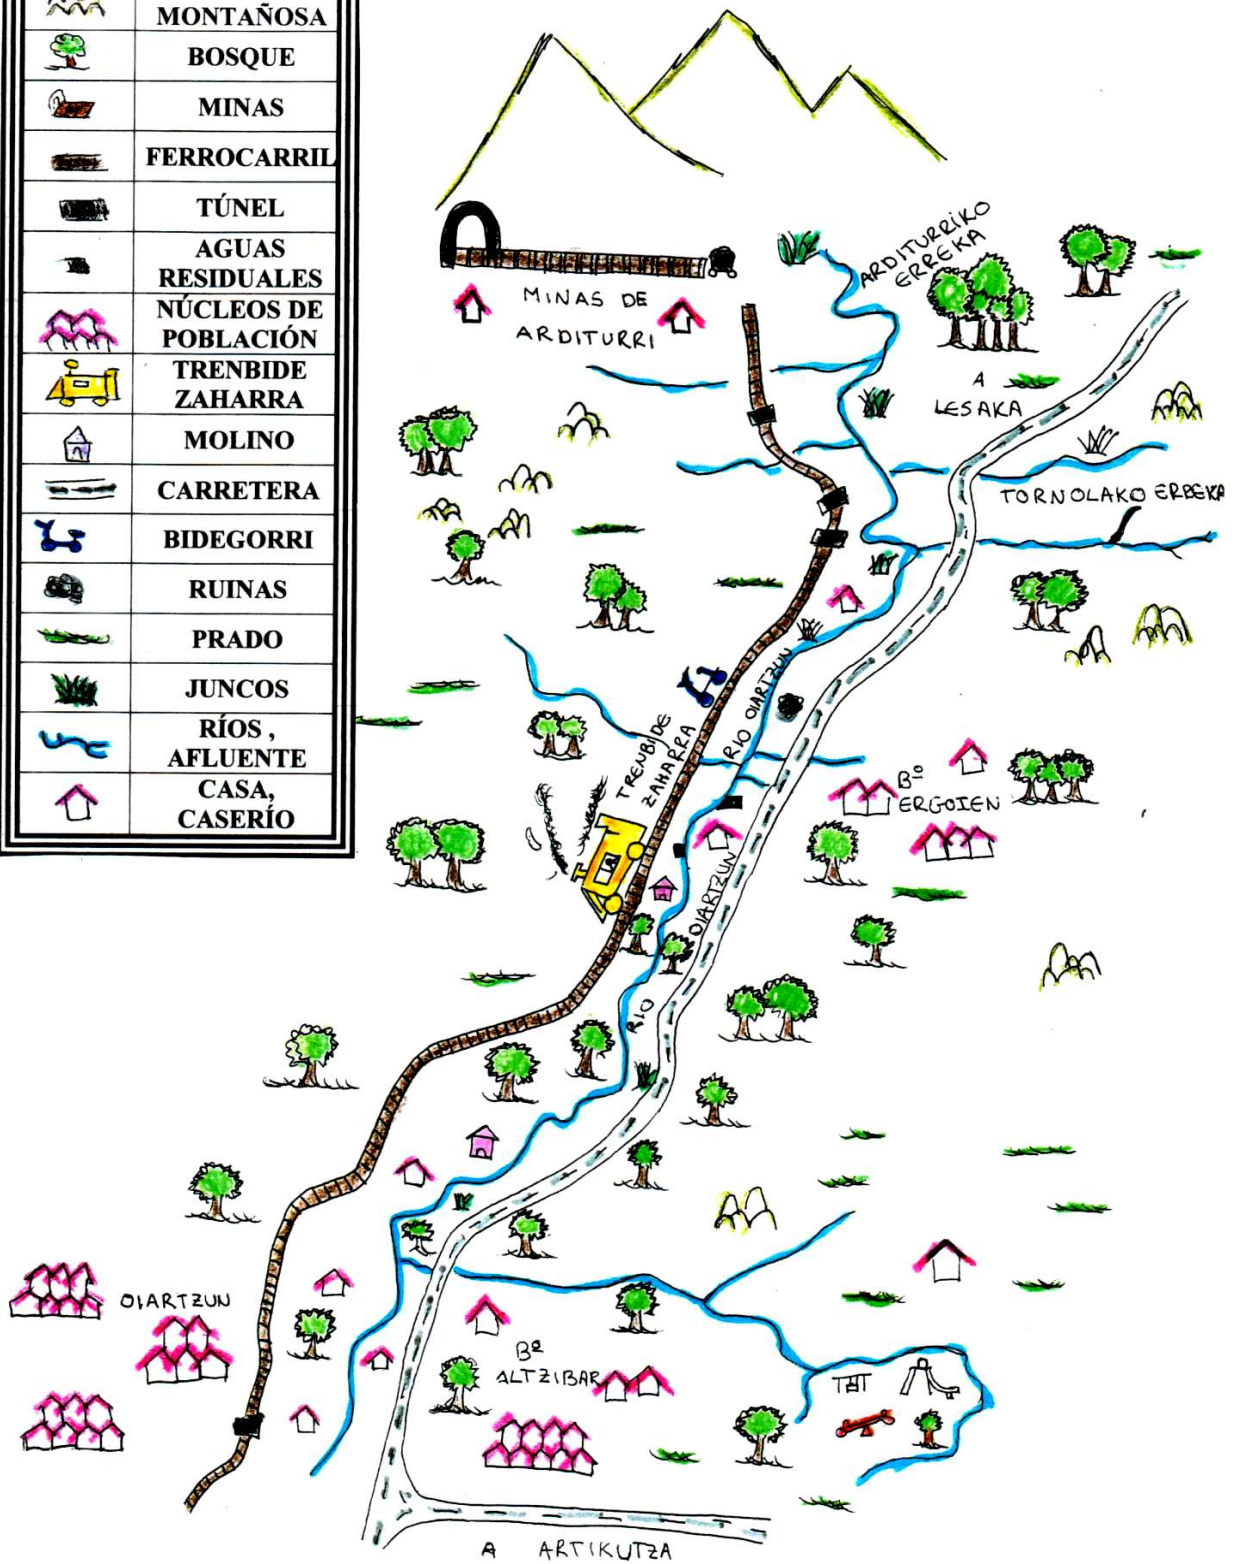 MONTAÑOSA
BOSQUE
MINAS
FERROCARRIL
TÚNEL
AGUAS
RESIDUALES
NÚCLEOS DE
POBLACIÓN
TRENBIDE
ZAHARRA
MOLINO
CARRETERA
BIDEGORRI
RUINAS
PRADO
JUNCOS
RÍOS ,
AFLUENTE
CASA,
CASERÍO
ARDITURRIKO
ERREKA
MINAS DE
ARDITURRI
A
LESAKA
TORNOLAKO ERREKA
RIO OIARTZUN
TRENBIDE
ZAHARRA
Bº
ERGOIEN
RIO OIARTZUN
OIARTZUN
Bº
ALTZIBAR
A ARTIKUTZA